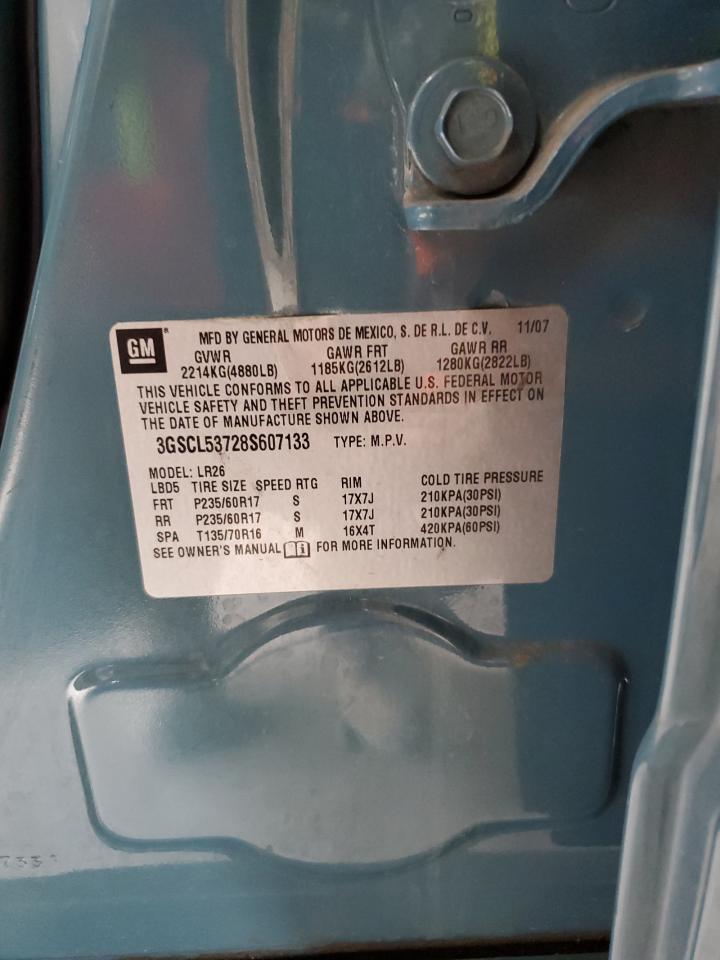 GM ® MFD BY GENERAL MOTORS DE MEXICO, S. DE R.L. DE C.V. 11/07
GVWR GAWR FRT GAWR RR
2214KG(4880LB) 1185KG(2612LB) 1280KG(2822LB)
THIS VEHICLE CONFORMS TO ALL APPLICABLE U.S. FEDERAL MOTOR
VEHICLE SAFETY AND THEFT PREVENTION STANDARDS IN EFFECT ON
THE DATE OF MANUFACTURE SHOWN ABOVE.
3GSCL53728S607133 TYPE: M.P.V.
MODEL: LR26
LBD5 TIRE SIZE SPEED RTG RIM COLD TIRE PRESSURE
FRT P235/60R17 S 17X7J 210KPA(30PSI)
RR P235/60R17 S 17X7J 210KPA(30PSI)
SPA T135/70R16 M 16X4T 420KPA(60PSI)
SEE OWNER'S MANUAL FOR MORE INFORMATION.